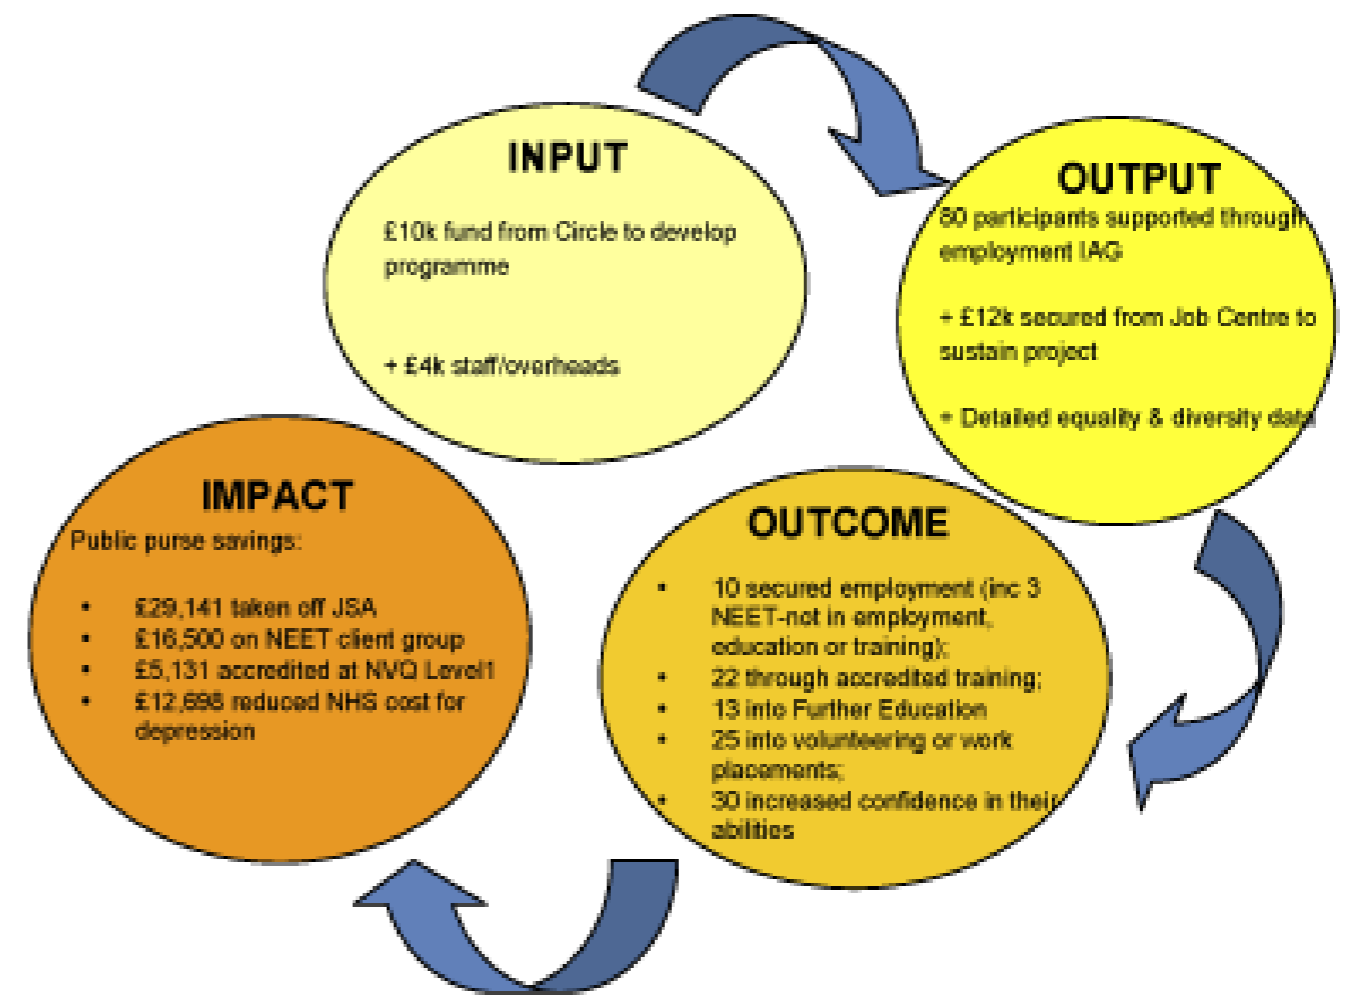 INPUT
£10k fund from Circle to develop
programme
+ £4k staff/overheads
OUTPUT
80 participants supported through
employment IAG
+ £12k secured from Job Centre to
sustain project
+ Detailed equality & diversity data
OUTCOME
• 10 secured employment (inc 3
NEET-not in employment,
education or training);
• 22 through accredited training;
• 13 into Further Education
• 25 into volunteering or work
placements;
• 30 increased confidence in their
abilities
IMPACT
Public purse savings:
• £29,141 taken off JSA
• £16,500 on NEET client group
• £5,131 accredited at NVQ Level1
• £12,698 reduced NHS cost for
depression